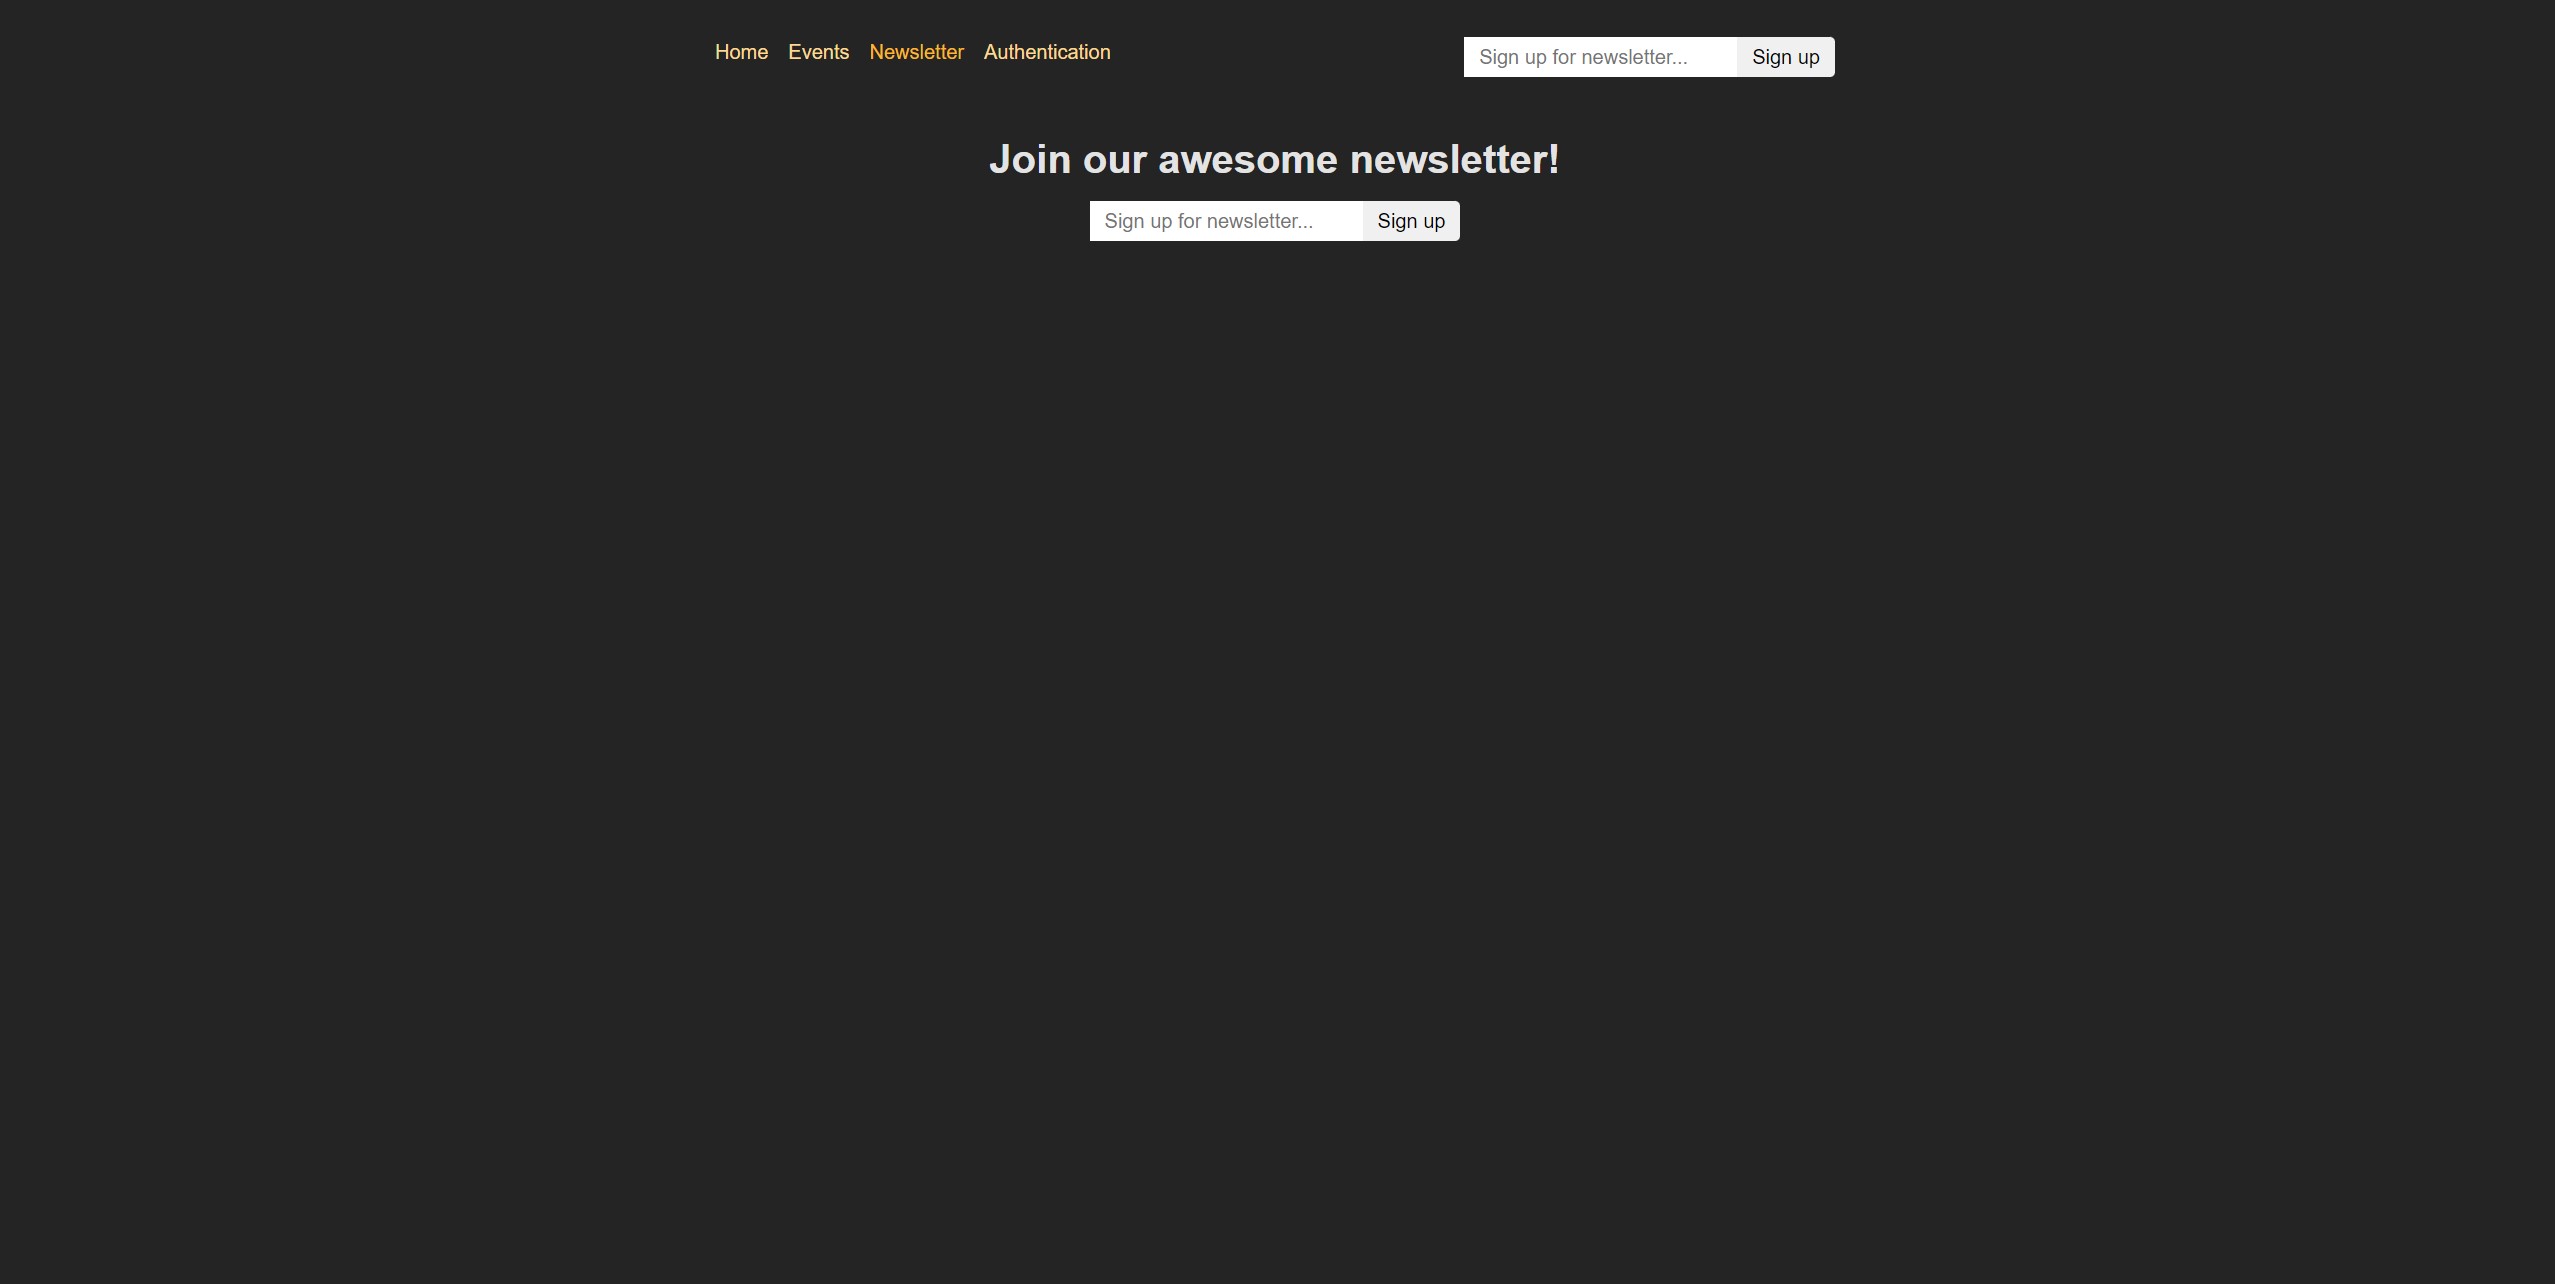 Home Events Newsletter Authentication Sign up for newsletter... Sign up
Join our awesome newsletter!
Sign up for newsletter... Sign up